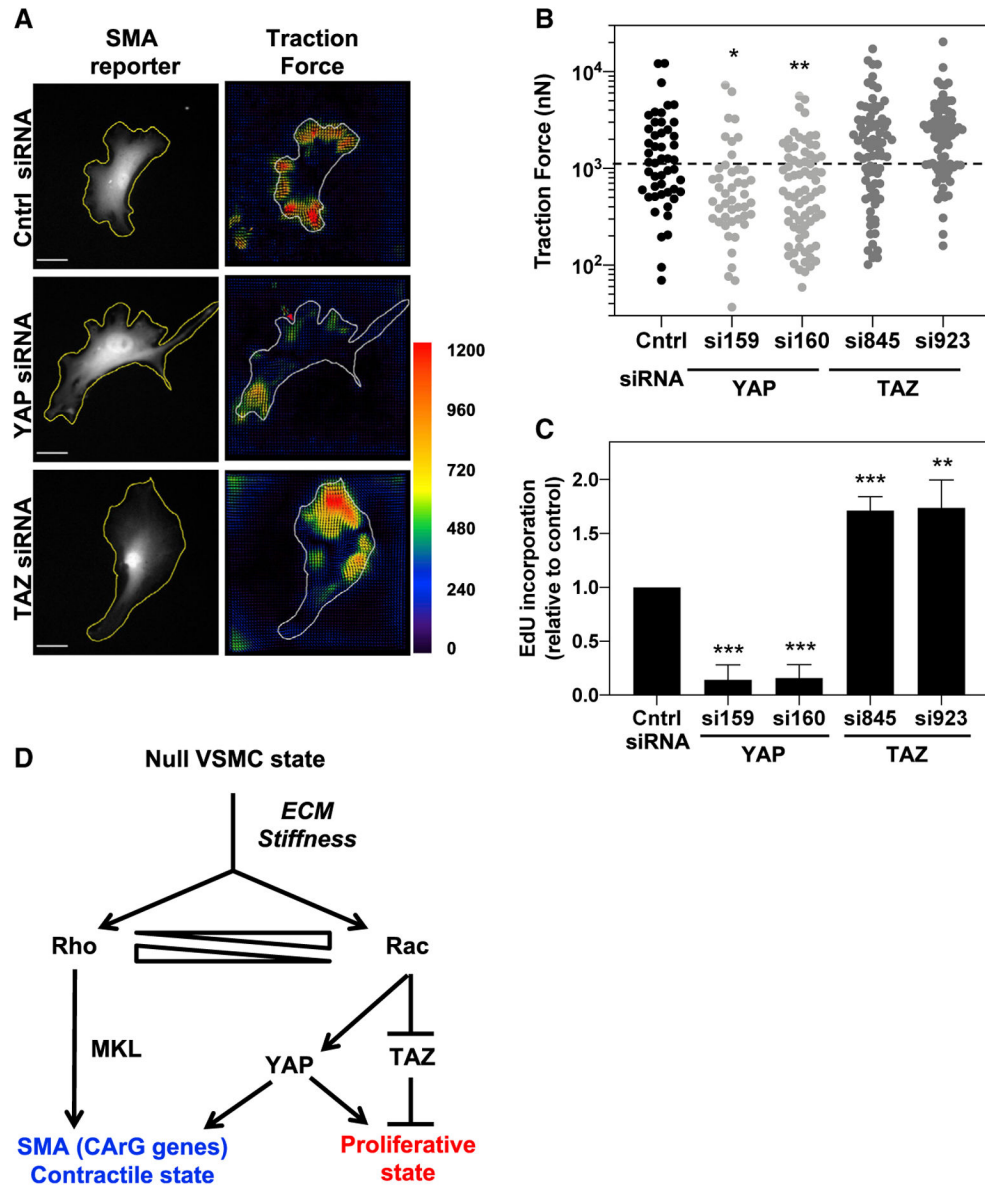 A
SMA reporter
Traction Force
Cntrl siRNA
YAP siRNA
TAZ siRNA
1200
960
720
480
240
0
B
Traction Force (nN)
10⁴
10³
10²
*
**
Cntrl si159 si160 si845 si923
siRNA YAP TAZ
C
EdU incorporation
(relative to control)
2.0
1.5
1.0
0.5
0.0
***
***
***
**
Cntrl si159 si160 si845 si923
siRNA YAP TAZ
D
Null VSMC state
ECM
Stiffness
Rho Rac
MKL
YAP TAZ
SMA (CArG genes)
Contractile state
Proliferative
state